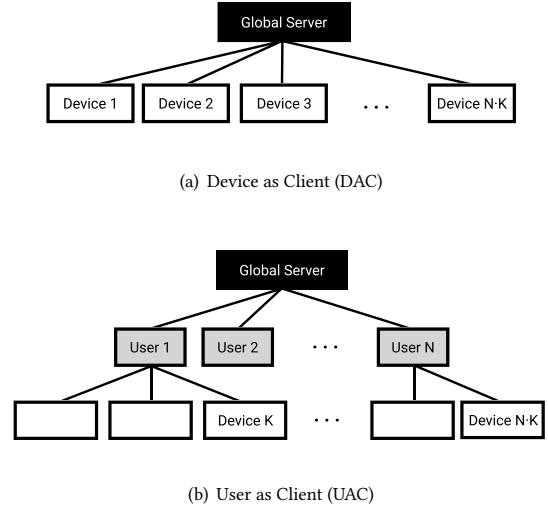 Global Server
Device 1 Device 2 Device 3 . . . Device N·K
(a) Device as Client (DAC)
Global Server
User 1 User 2 . . . User N
Device K . . . Device N·K
(b) User as Client (UAC)